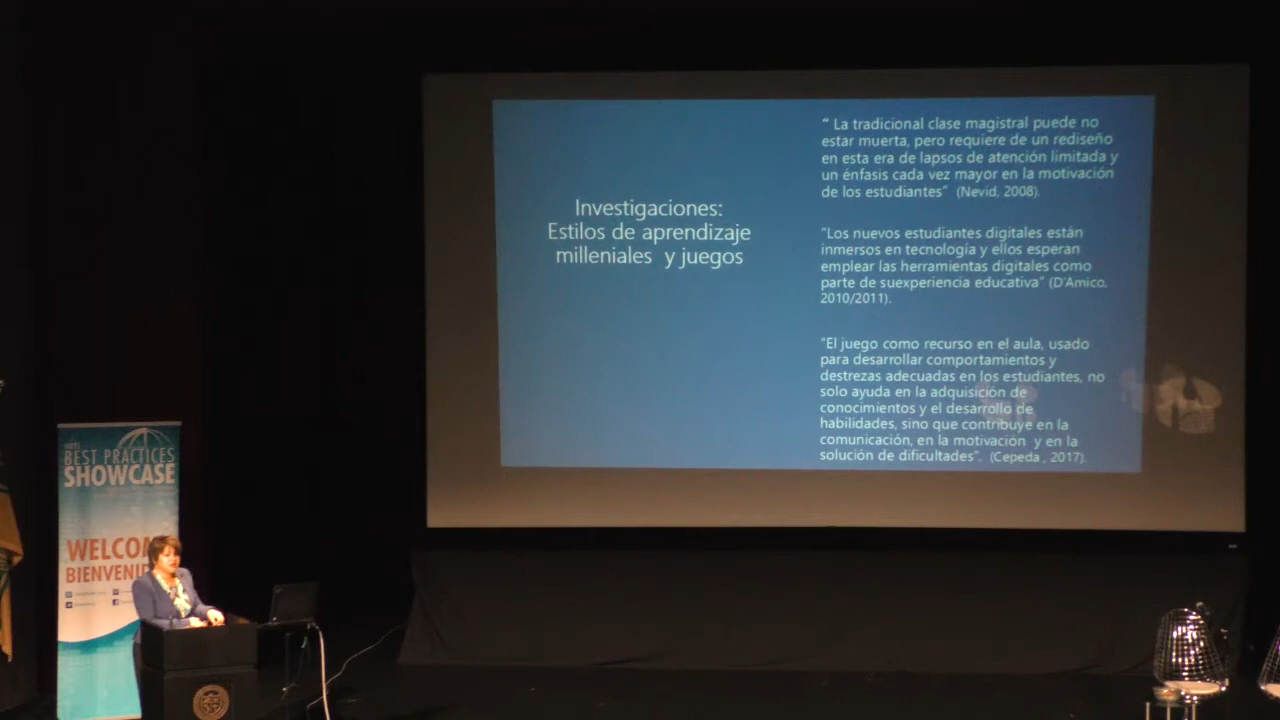 Investigaciones:
Estilos de aprendizaje
milleniales y juegos
“ La tradicional clase magistral puede no
estar muerta, pero requiere de un rediseño
en esta era de lapsos de atención limitada y
un énfasis cada vez mayor en la motivación
de los estudiantes” (Nevid, 2008).
“Los nuevos estudiantes digitales están
inmersos en tecnología y ellos esperan
emplear las herramientas digitales como
parte de suexperiencia educativa” (D’Amico,
2010/2011).
“El juego como recurso en el aula, usado
para desarrollar comportamientos y
destrezas adecuadas en los estudiantes, no
solo ayuda en la adquisición de
conocimientos y el desarrollo de
habilidades, sino que contribuye en la
comunicación, en la motivación y en la
solución de dificultades”. (Cepeda , 2017).
BEST PRACTICES
SHOWCASE